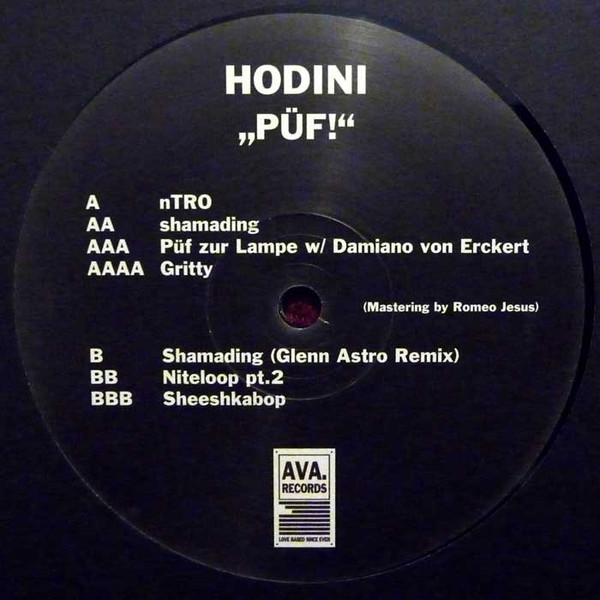 HODINI
„PÜF!“
A nTRO
AA shamading
AAA Püf zur Lampe w/ Damiano von Erckert
AAAA Gritty
(Mastering by Romeo Jesus)
B Shamading (Glenn Astro Remix)
BB Niteloop pt.2
BBB Sheeshkabop
AVA.
RECORDS
LOVE BASED SINCE EVER